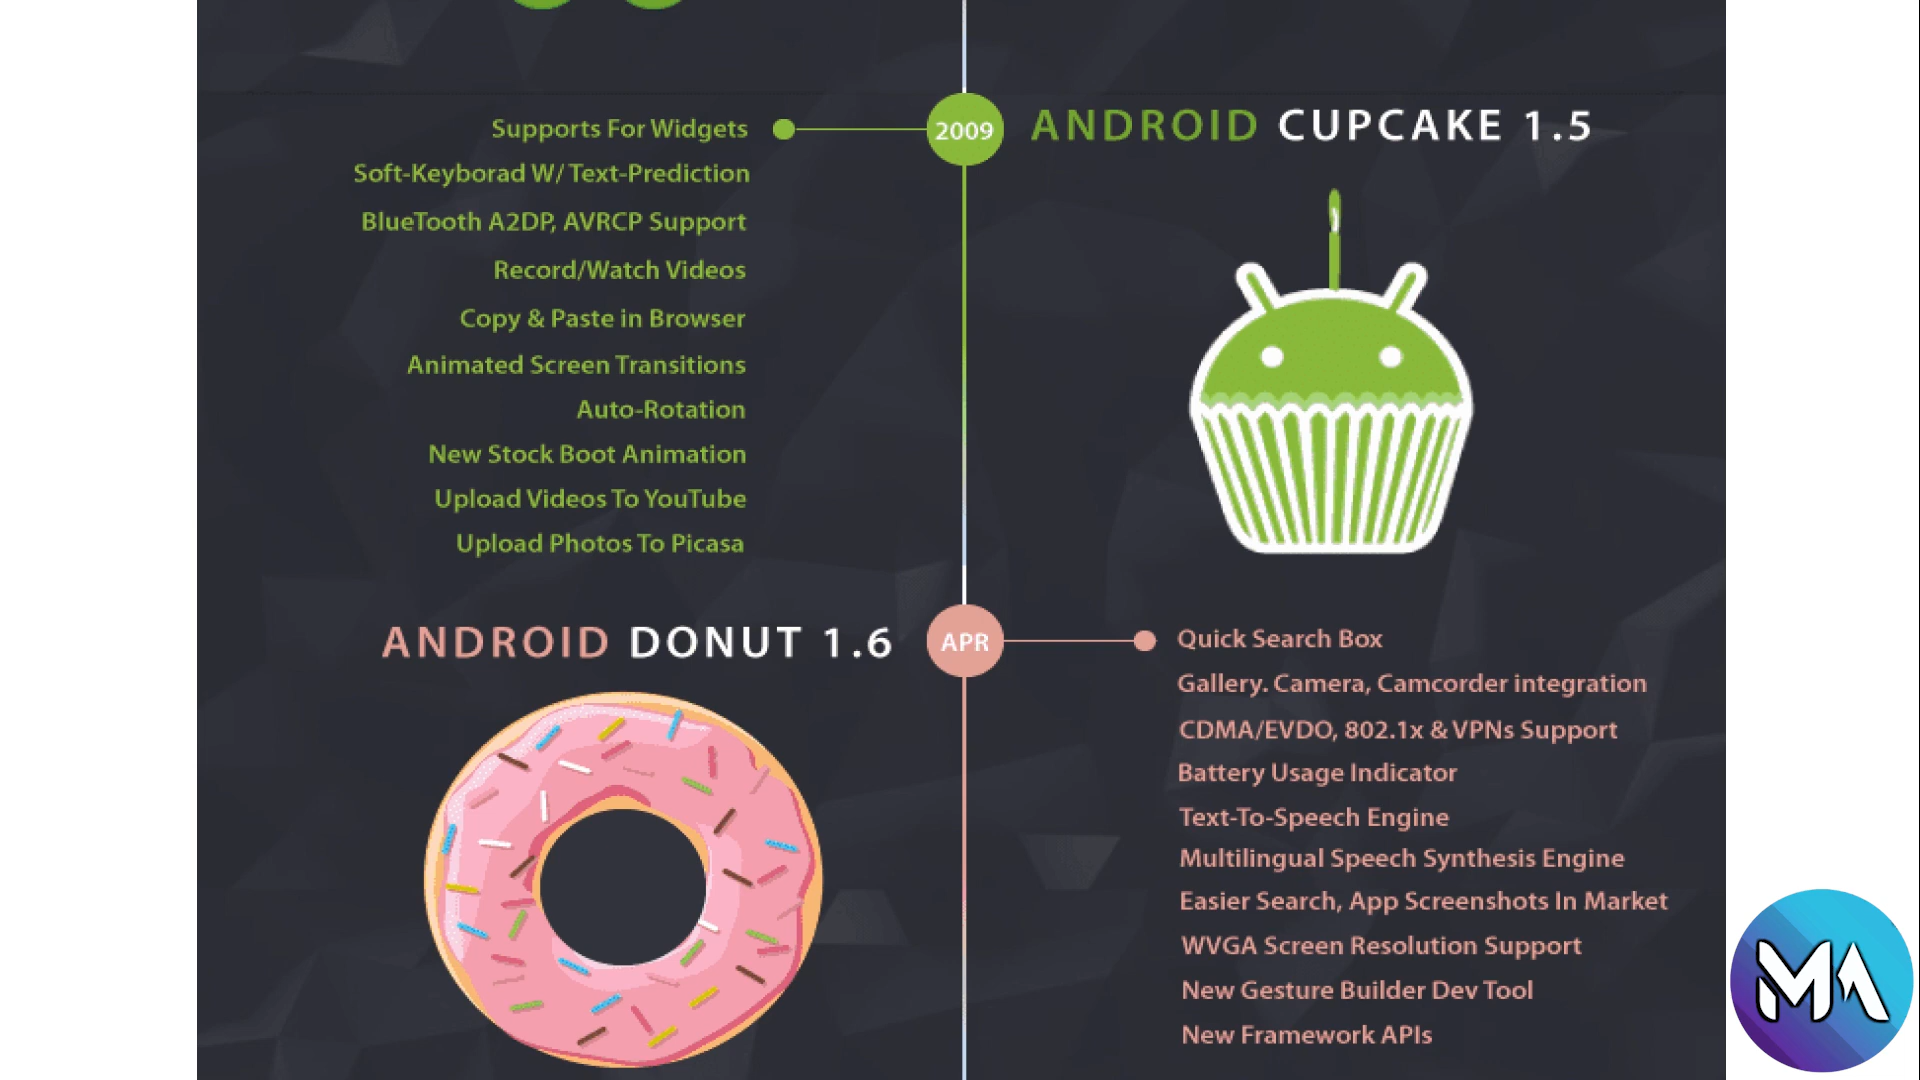 2009
ANDROID CUPCAKE 1.5
Supports For Widgets
Soft-Keyborad W/ Text-Prediction
BlueTooth A2DP, AVRCP Support
Record/Watch Videos
Copy & Paste in Browser
Animated Screen Transitions
Auto-Rotation
New Stock Boot Animation
Upload Videos To YouTube
Upload Photos To Picasa
ANDROID DONUT 1.6
APR
Quick Search Box
Gallery. Camera, Camcorder integration
CDMA/EVDO, 802.1x & VPNs Support
Battery Usage Indicator
Text-To-Speech Engine
Multilingual Speech Synthesis Engine
Easier Search, App Screenshots In Market
WVGA Screen Resolution Support
New Gesture Builder Dev Tool
New Framework APIs
MA